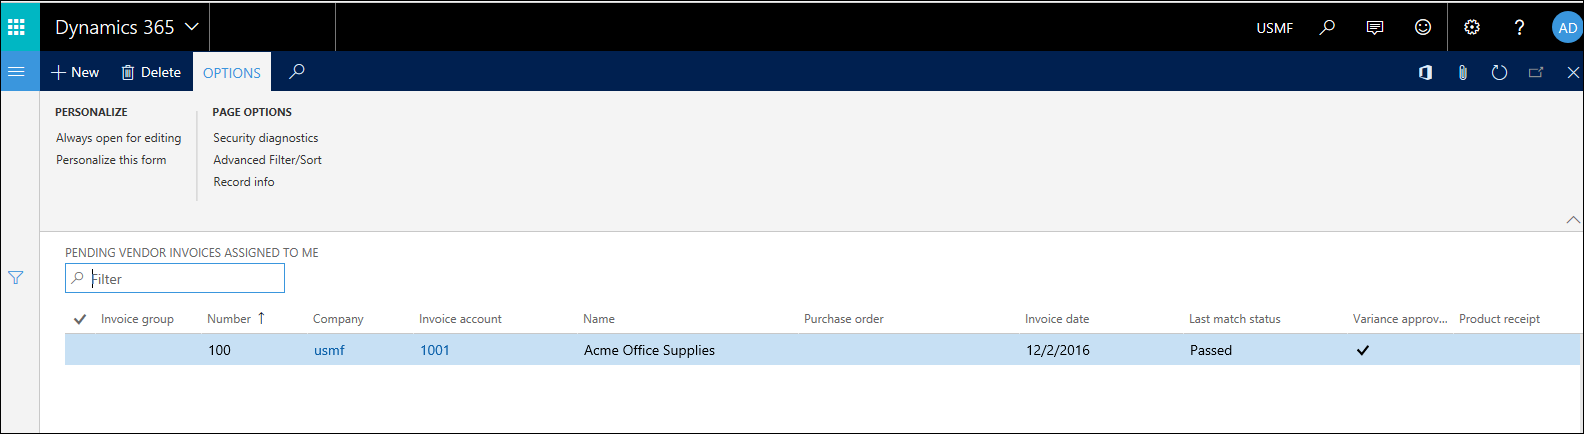 Dynamics 365 USMF ? AD
New Delete OPTIONS
PERSONALIZE PAGE OPTIONS
Always open for editing Security diagnostics
Personalize this form Advanced Filter/Sort
Record info
PENDING VENDOR INVOICES ASSIGNED TO ME
Filter
Invoice group Number ↑ Company Invoice account Name Purchase order Invoice date Last match status Variance approv... Product receipt
100 usmf 1001 Acme Office Supplies 12/2/2016 Passed